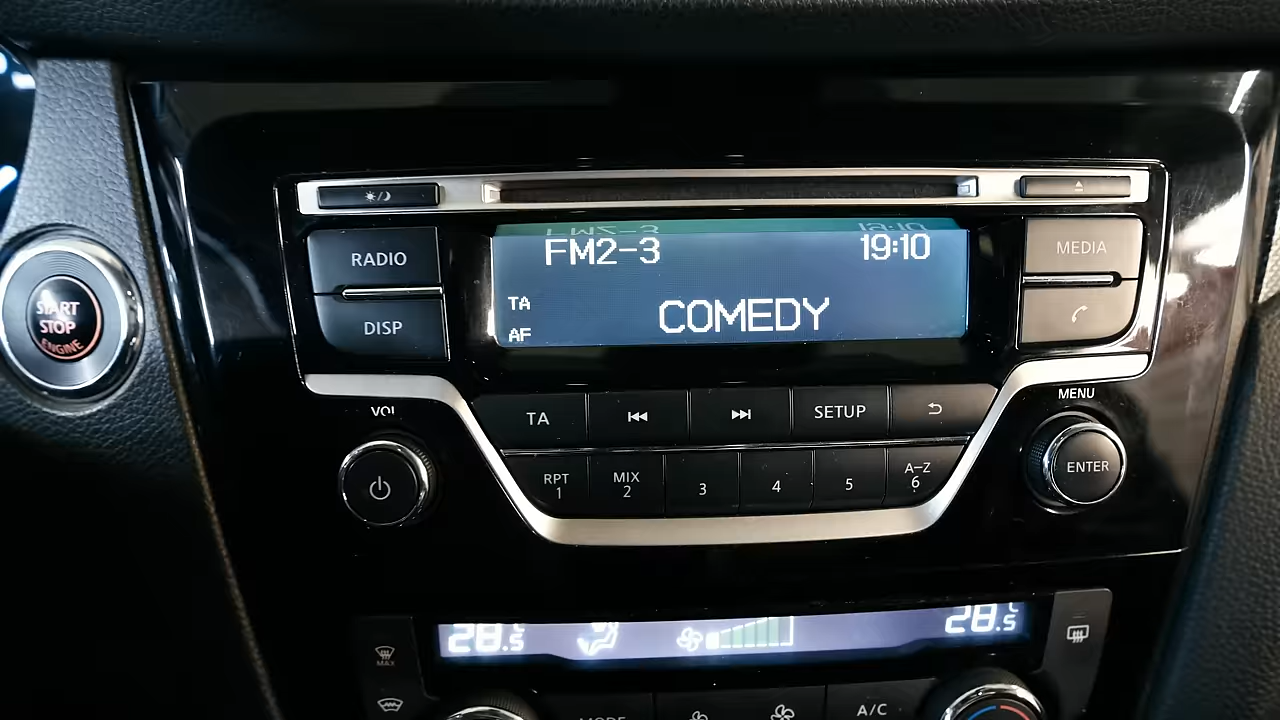 RADIO
DISP
FM2-3 19:10
TA
AF
COMEDY
MEDIA
START
STOP
ENGINE
VOL
MENU
TA SETUP
RPT MIX A-Z
1 2 3 4 5 6
ENTER
28.5 28.5
MAX
MODE
A/C